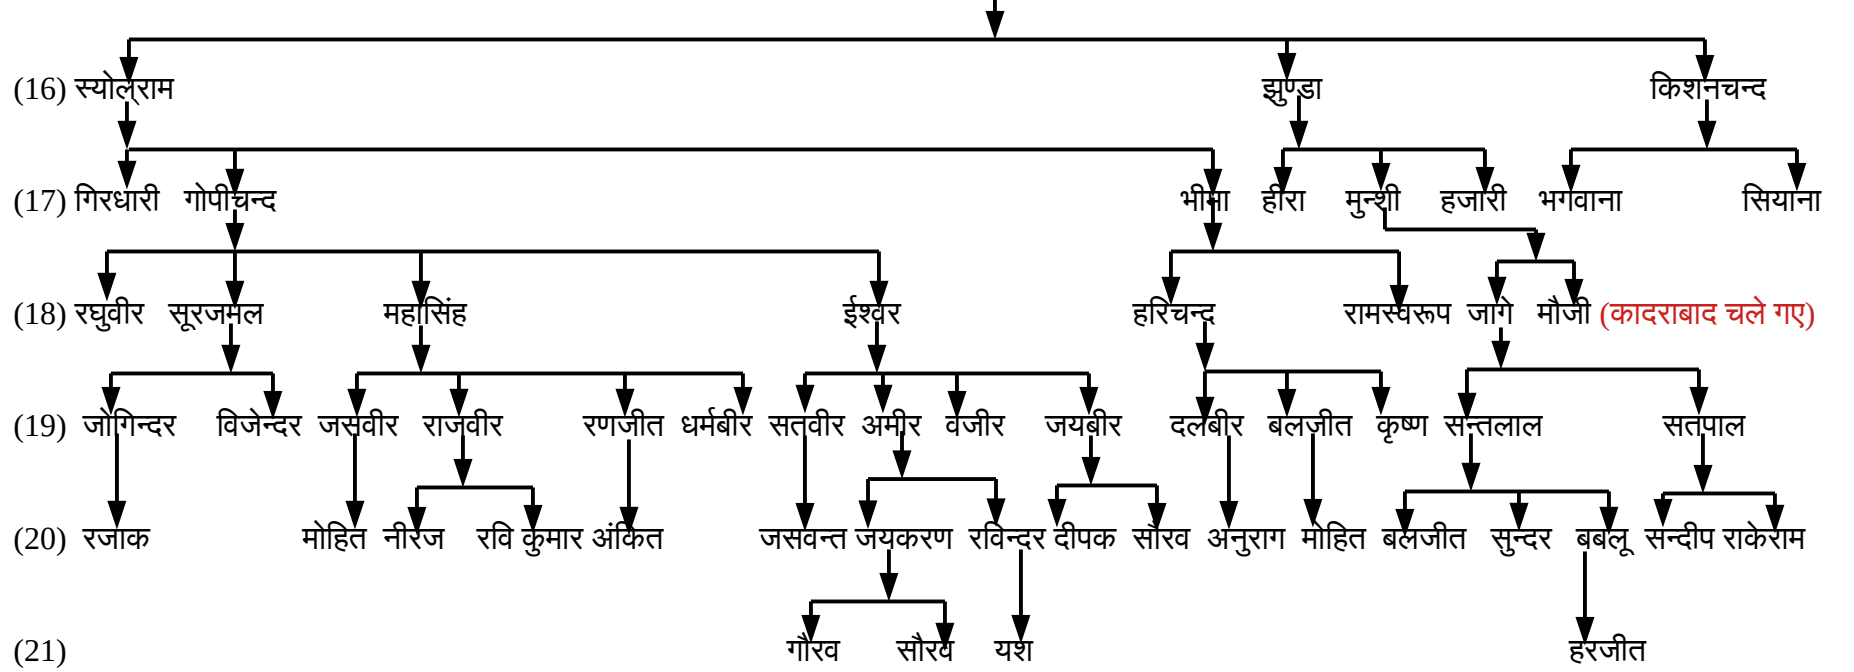 (16) स्योल्राम झुण्डा किशनचन्द
(17) गिरधारी गोपीचन्द भीमा हीरा मुन्शी हजारी भगवाना सियाना
(18) रघुवीर सूरजमल महासिंह ईश्वर हरिचन्द रामस्वरूप जागे मौजी (कादराबाद चले गए)
(19) जोगिन्दर विजेन्दर जसवीर राजवीर रणजीत धर्मबीर सतवीर अमीर वजीर जयबीर दलबीर बलजीत कृष्ण सन्तलाल सतपाल
(20) रजाक मोहित नीरज रवि कुमार अंकित जसवन्त जयकरण रविन्दर दीपक सौरव अनुराग मोहित बलजीत सुन्दर बबलू सन्दीप राकेराम
(21) गौरव सौरव यश हरजीत